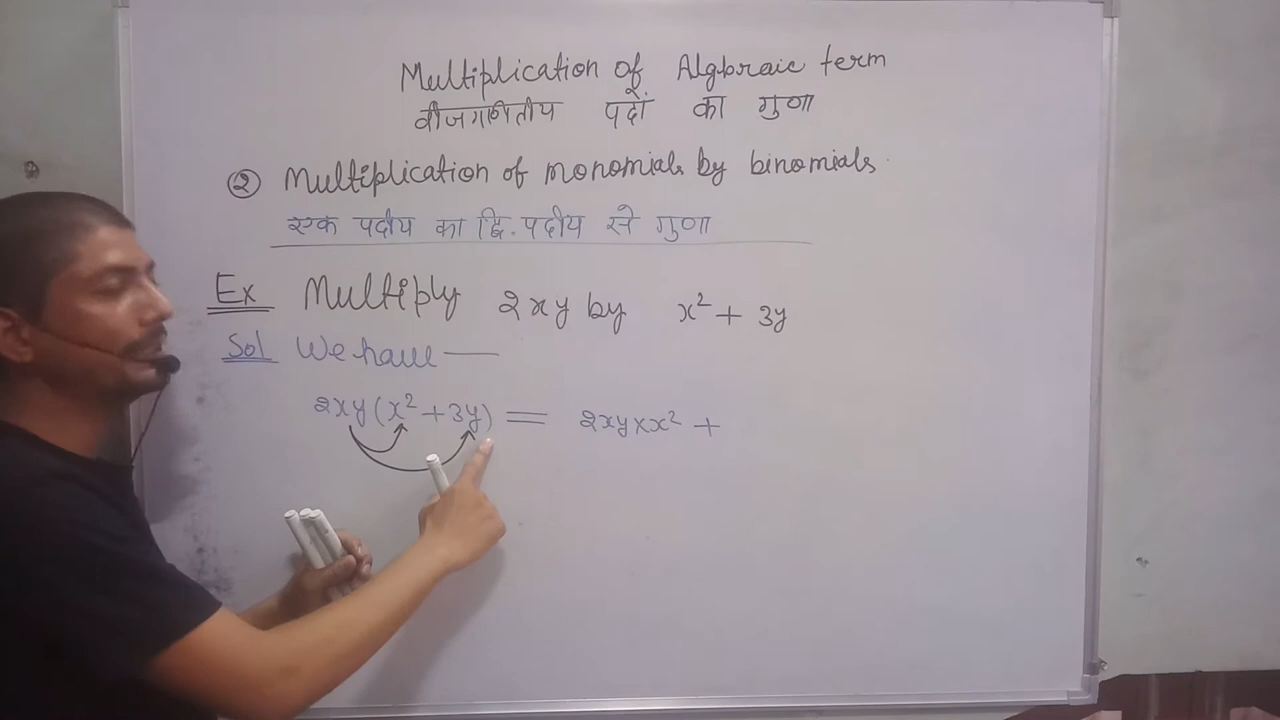 Multiplication of Algbraic term
वीजगणितीय पदों का गुणा
② Multiplication of monomials by binomials.
एक पदीय का द्वि.पदीय से गुणा
Ex Multiply 2xy by x² + 3y
Sol We have —
2xy(x²+3y) = 2xy×x² +